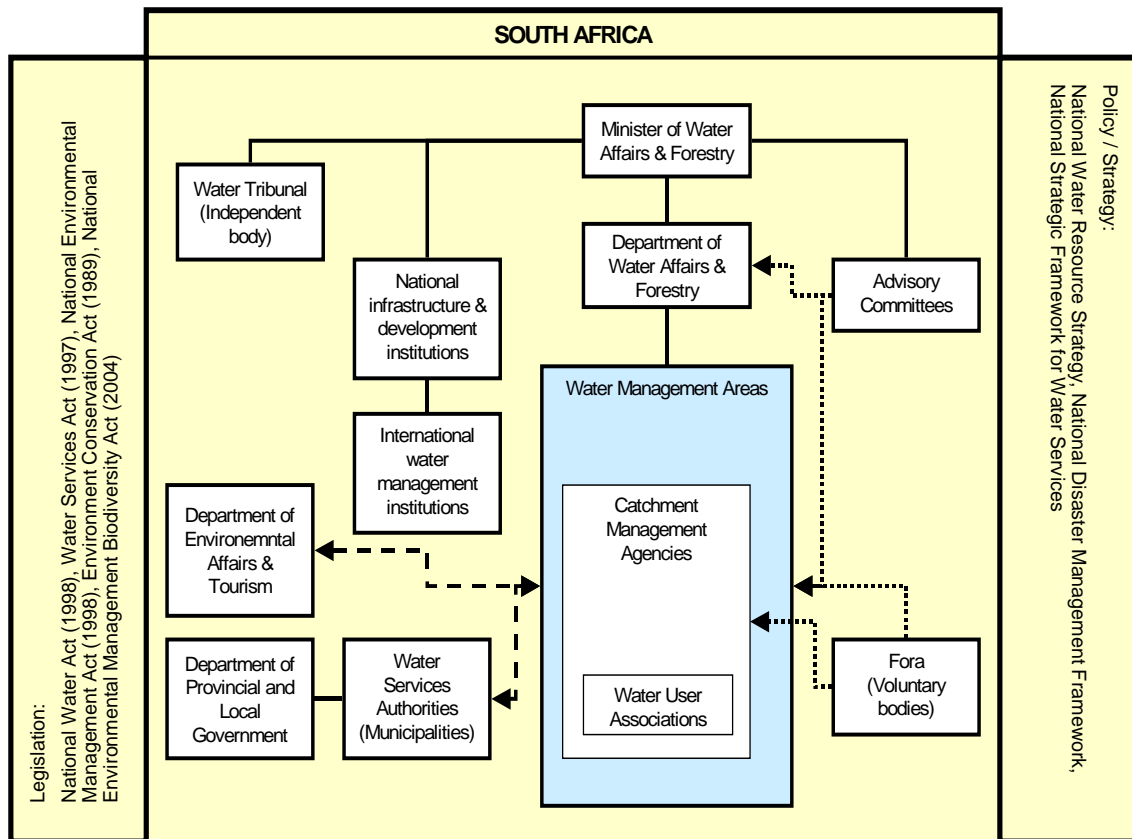 SOUTH AFRICA
Legislation:
National Water Act (1998), Water Services Act (1997), National Environmental
Management Act (1998), Environment Conservation Act (1989), National
Environmental Management Biodiversity Act (2004)
Minister of Water
Affairs & Forestry
Water Tribunal
(Independent
body)
Department of
Water Affairs &
Forestry
National
infrastructure &
development
institutions
Advisory
Committees
Water Management Areas
International
water
management
institutions
Catchment
Management
Agencies
Department of
Environemntal
Affairs &
Tourism
Department of
Provincial and
Local
Government
Water
Services
Authorities
(Municipalities)
Water User
Associations
Fora
(Voluntary
bodies)
Policy / Strategy:
National Water Resource Strategy, National Disaster Management Framework,
National Strategic Framework for Water Services